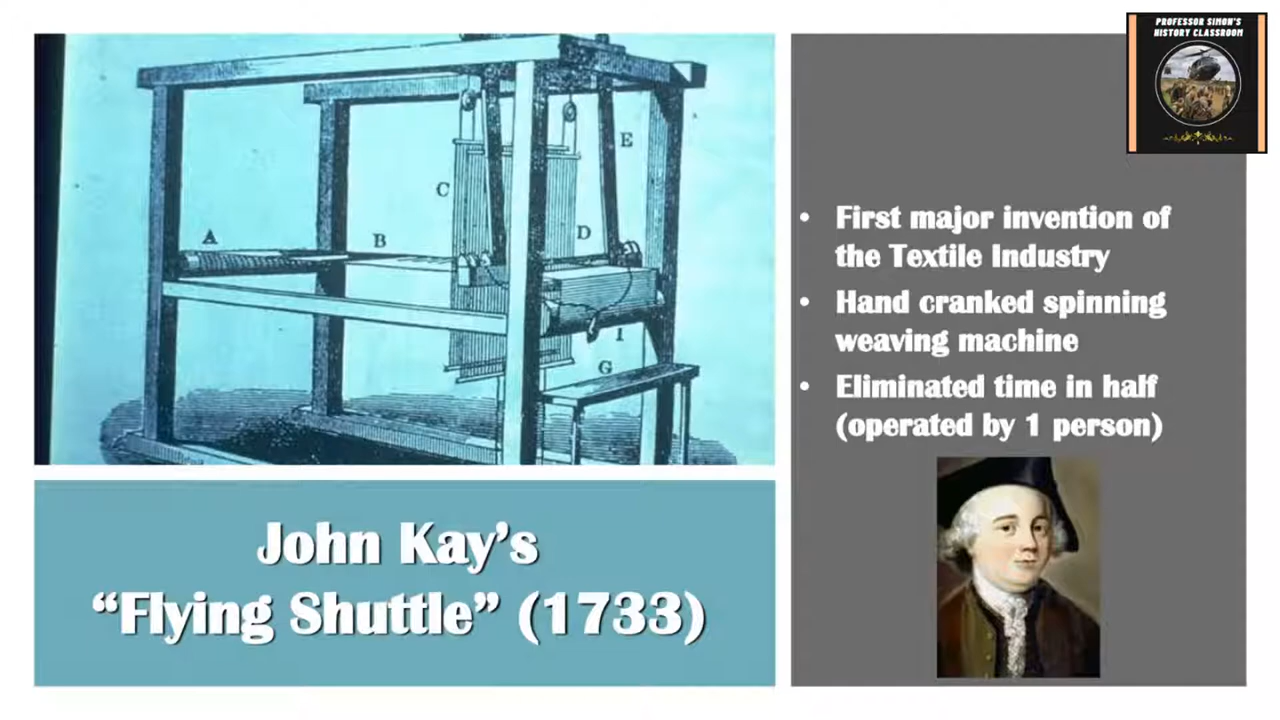 PROFESSOR SIMON'S
HISTORY CLASSROOM
E
C
D
A
B
I
G
• First major invention of
the Textile Industry
• Hand cranked spinning
weaving machine
• Eliminated time in half
(operated by 1 person)
John Kay's
“Flying Shuttle” (1733)